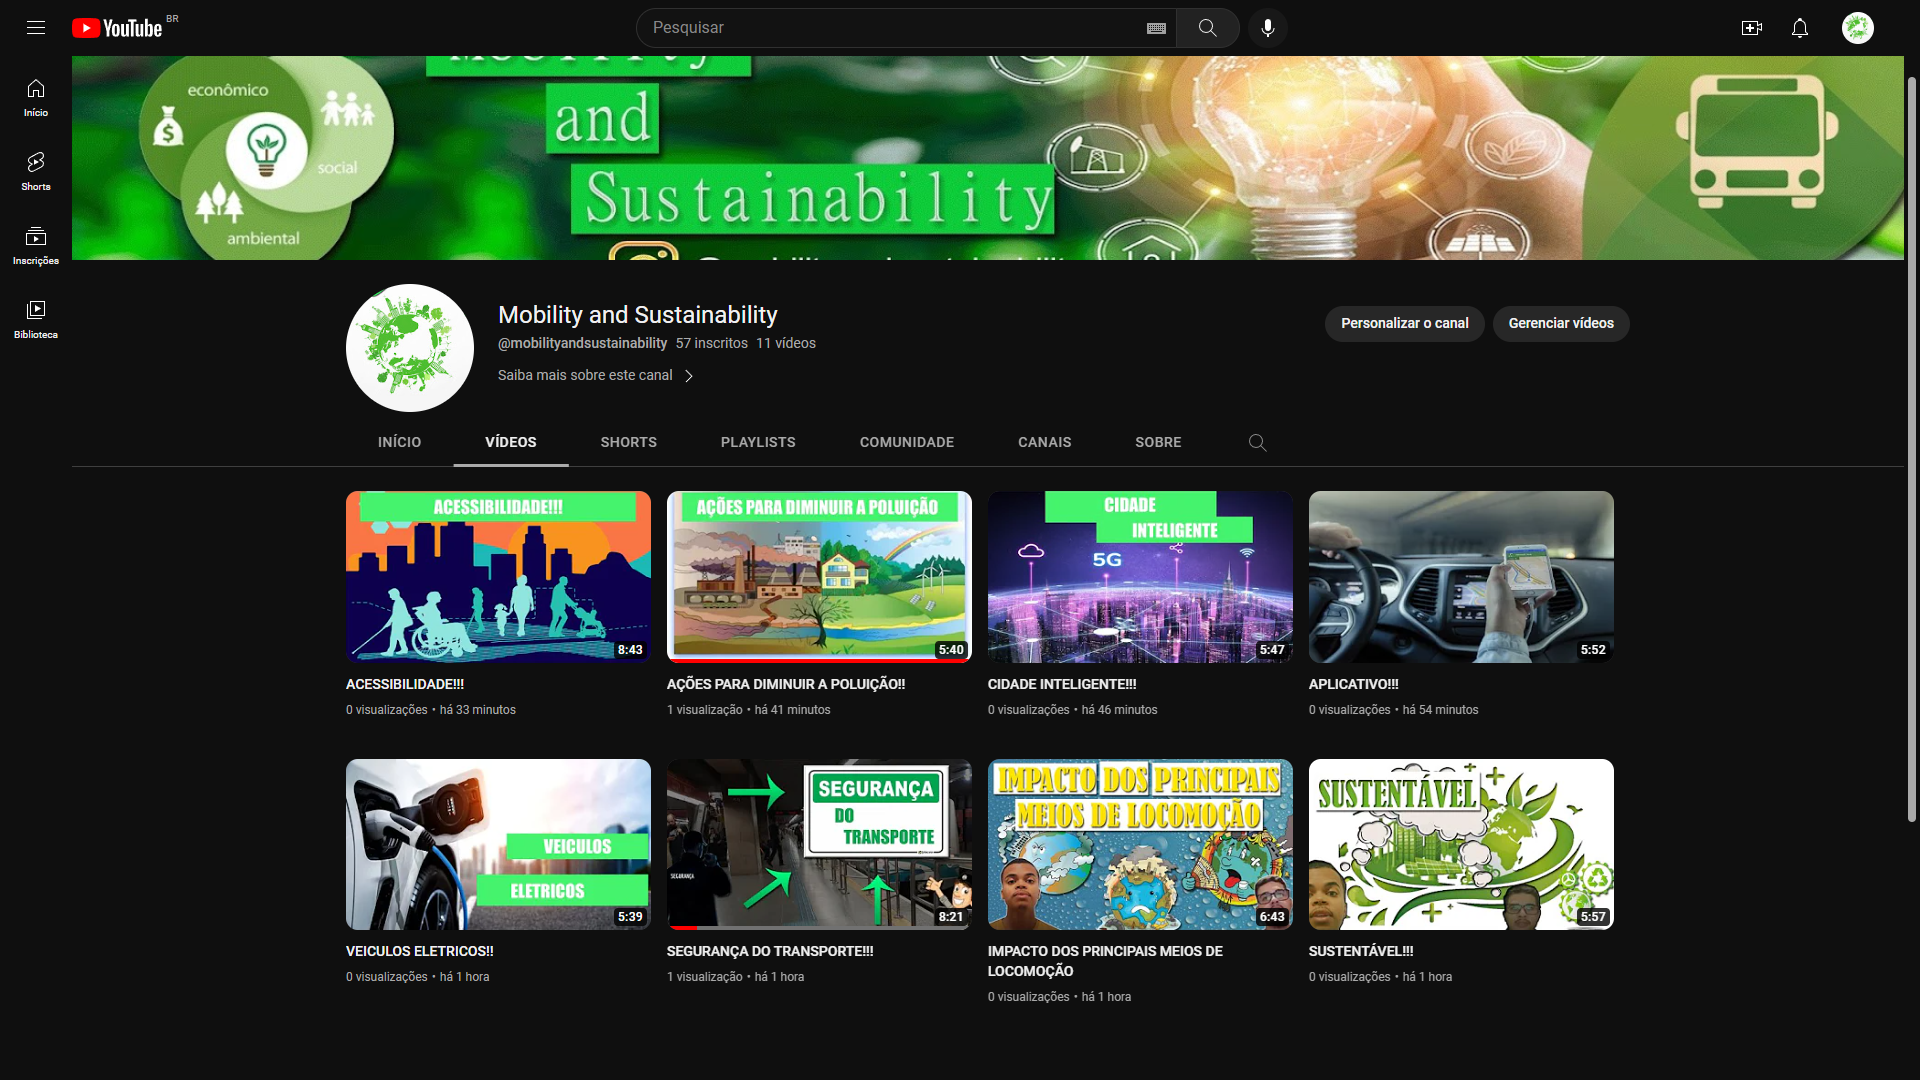 YouTube BR
Pesquisar
Início
Shorts
Inscrições
Biblioteca
econômico
social
ambiental
Mobility
and
Sustainability
Mobility and Sustainability
@mobilityandsustainability 57 inscritos 11 vídeos
Saiba mais sobre este canal
Personalizar o canal
Gerenciar vídeos
INÍCIO VÍDEOS SHORTS PLAYLISTS COMUNIDADE CANAIS SOBRE
ACESSIBILIDADE!!!
8:43
ACESSIBILIDADE!!!
0 visualizações • há 33 minutos
AÇÕES PARA DIMINUIR A POLUIÇÃO
5:40
AÇÕES PARA DIMINUIR A POLUIÇÃO!!
1 visualização • há 41 minutos
CIDADE
INTELIGENTE
5G
5:47
CIDADE INTELIGENTE!!!
0 visualizações • há 46 minutos
5:52
APLICATIVO!!!
0 visualizações • há 54 minutos
VEICULOS
ELETRICOS
5:39
VEICULOS ELETRICOS!!
0 visualizações • há 1 hora
SEGURANÇA
DO
TRANSPORTE
SEGURANÇA
8:21
SEGURANÇA DO TRANSPORTE!!!
1 visualização • há 1 hora
IMPACTO DOS PRINCIPAIS
MEIOS DE LOCOMOÇÃO
6:43
IMPACTO DOS PRINCIPAIS MEIOS DE
LOCOMOÇÃO
0 visualizações • há 1 hora
SUSTENTÁVEL
5:57
SUSTENTÁVEL!!!
0 visualizações • há 1 hora